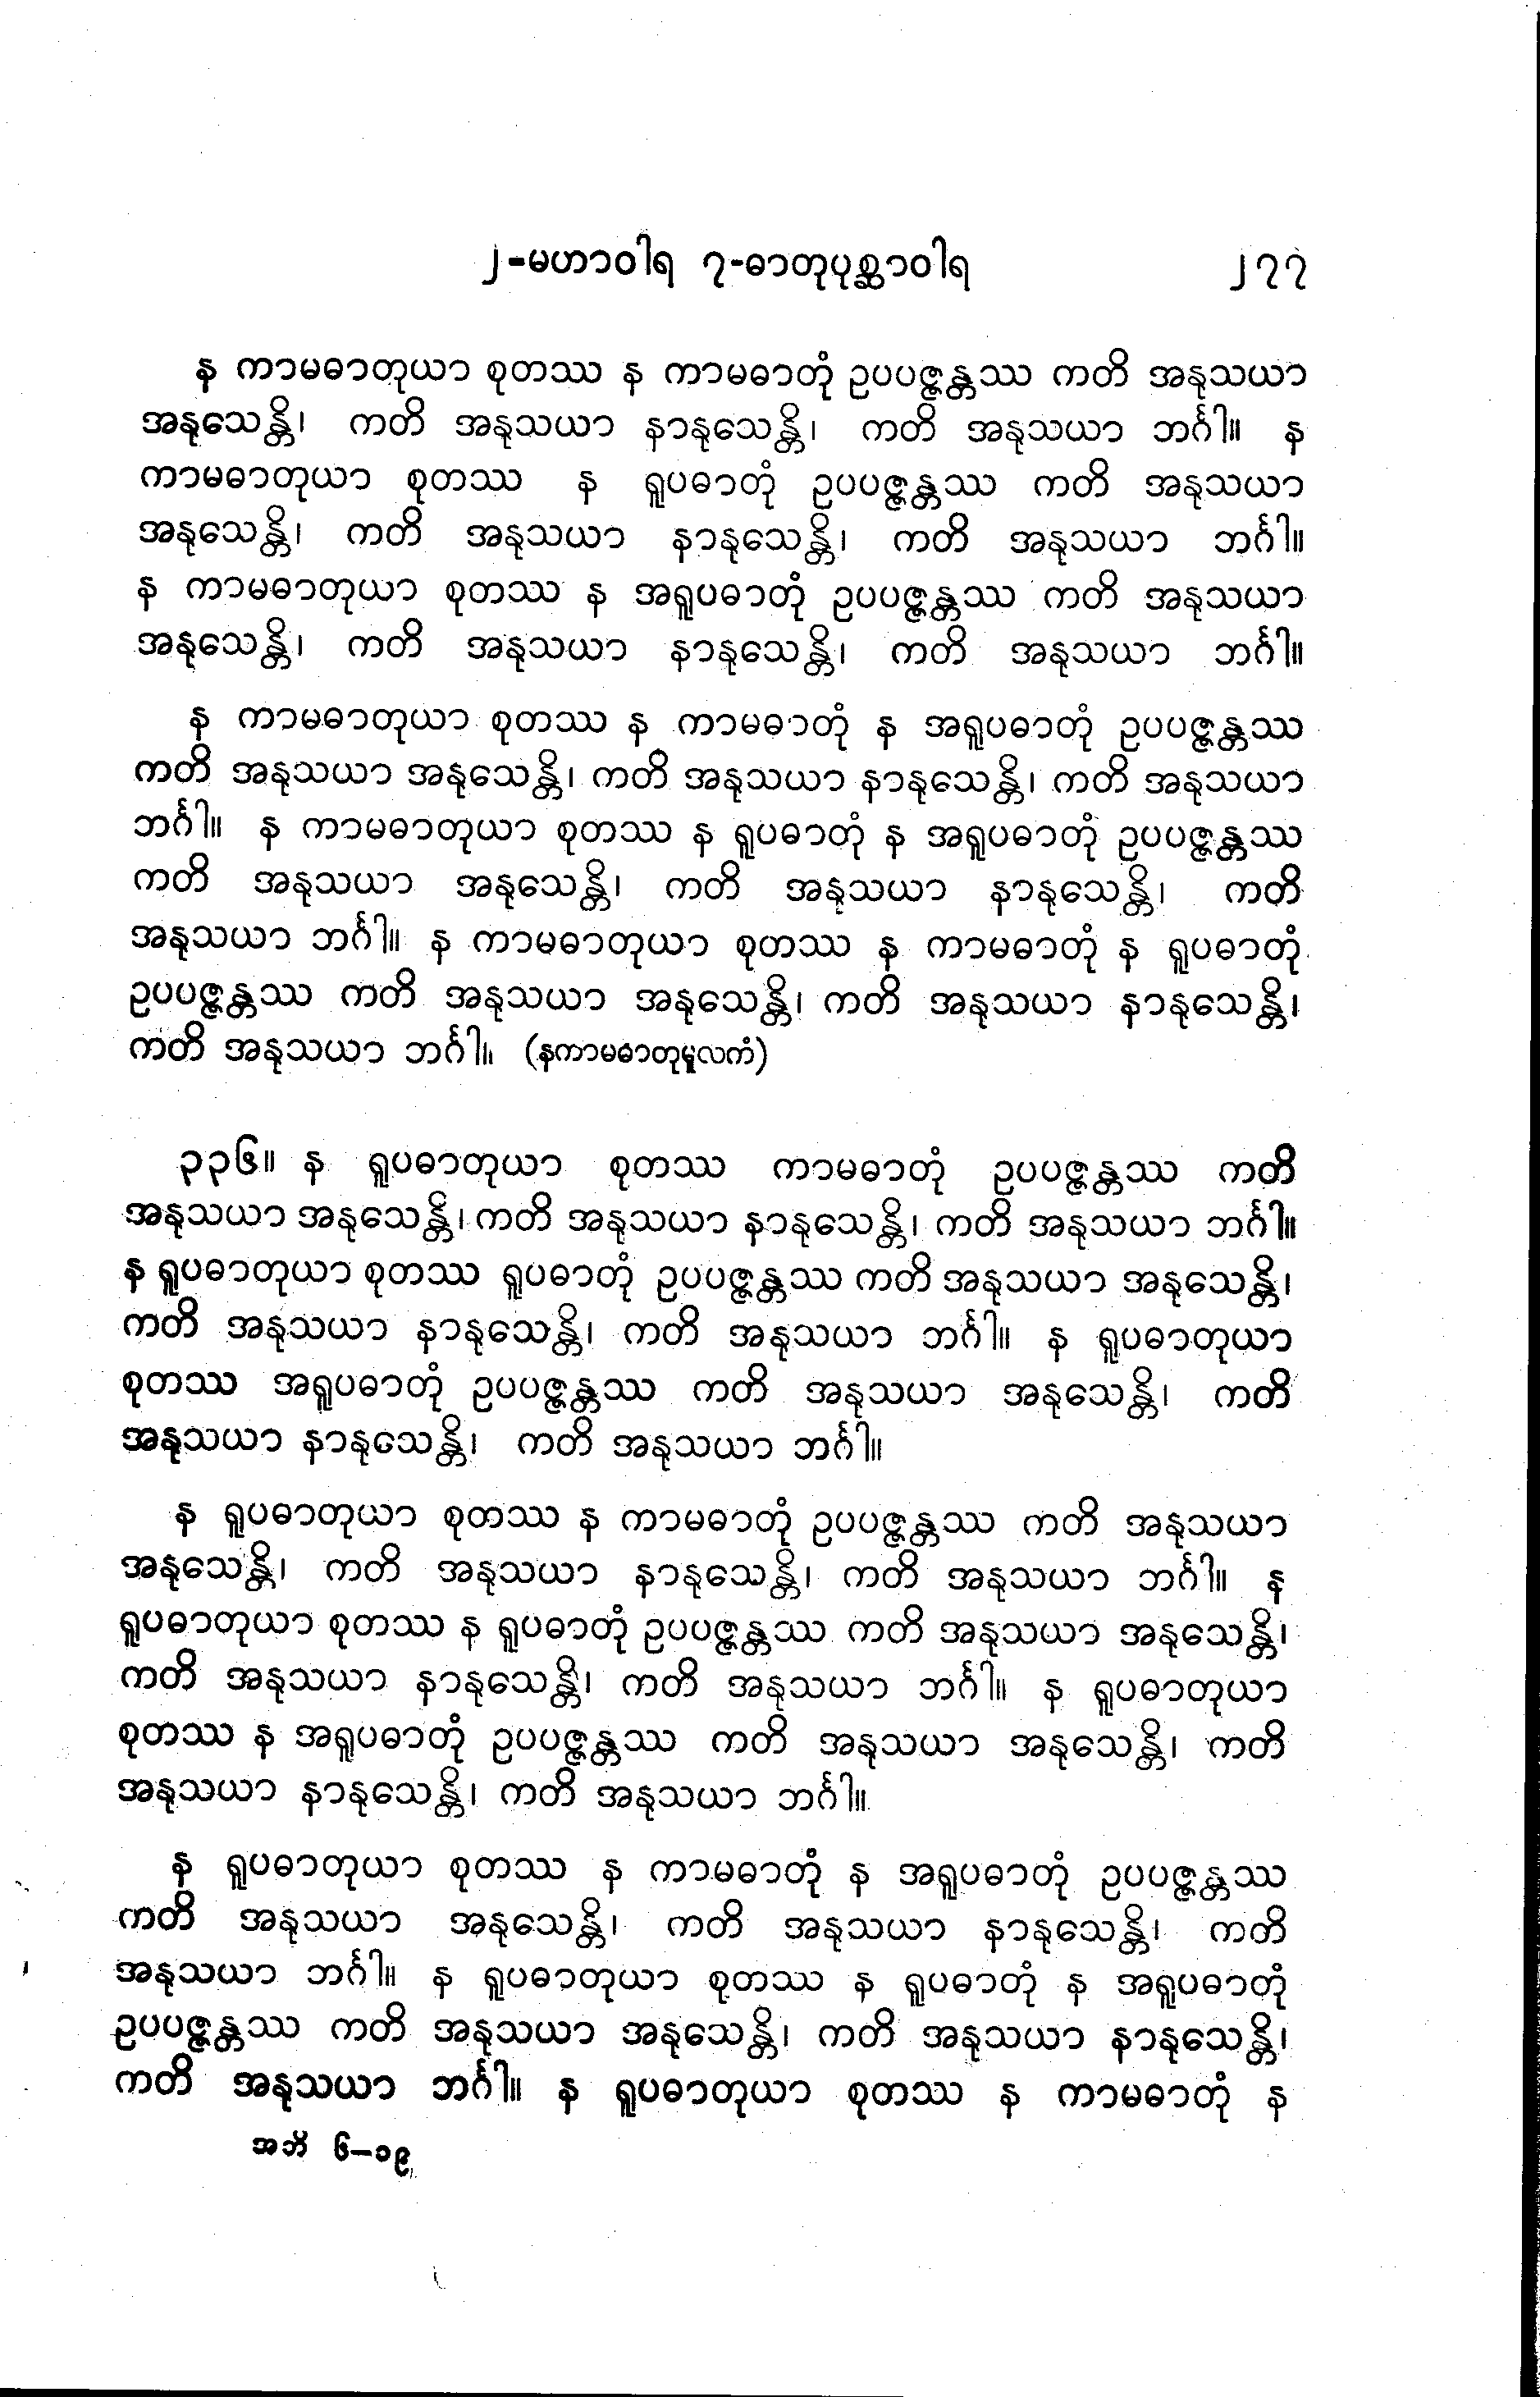 ၂-မဟာဝါရ ၇-ဓာတုပုစ္ဆာဝါရ ၂၇၇
န ကာမဓာတုယာ စုတဿ န ကာမဓာတုံ ဥပပဇ္ဇန္တဿ ကတိ အနုသယာ
အနုသေန္တိ၊ ကတိ အနုသယာ နာနုသေန္တိ၊ ကတိ အနုသယာ ဘင်္ဂါ။ န
ကာမဓာတုယာ စုတဿ န ရူပဓာတုံ ဥပပဇ္ဇန္တဿ ကတိ အနုသယာ
အနုသေန္တိ၊ ကတိ အနုသယာ နာနုသေန္တိ၊ ကတိ အနုသယာ ဘင်္ဂါ။
န ကာမဓာတုယာ စုတဿ န အရူပဓာတုံ ဥပပဇ္ဇန္တဿ ကတိ အနုသယာ
အနုသေန္တိ၊ ကတိ အနုသယာ နာနုသေန္တိ၊ ကတိ အနုသယာ ဘင်္ဂါ။
န ကာမဓာတုယာ စုတဿ န ကာမဓာတုံ န အရူပဓာတုံ ဥပပဇ္ဇန္တဿ
ကတိ အနုသယာ အနုသေန္တိ၊ ကတိ အနုသယာ နာနုသေန္တိ၊ ကတိ အနုသယာ
ဘင်္ဂါ။ န ကာမဓာတုယာ စုတဿ န ရူပဓာတုံ န အရူပဓာတုံ ဥပပဇ္ဇန္တဿ
ကတိ အနုသယာ အနုသေန္တိ၊ ကတိ အနုသယာ နာနုသေန္တိ၊ ကတိ
အနုသယာ ဘင်္ဂါ။ န ကာမဓာတုယာ စုတဿ န ကာမဓာတုံ န ရူပဓာတုံ
ဥပပဇ္ဇန္တဿ ကတိ အနုသယာ အနုသေန္တိ၊ ကတိ အနုသယာ နာနုသေန္တိ၊
ကတိ အနုသယာ ဘင်္ဂါ။ (နကာမဓာတုမူလကံ)
၃၃၆။ န ရူပဓာတုယာ စုတဿ ကာမဓာတုံ ဥပပဇ္ဇန္တဿ ကတိ
အနုသယာ အနုသေန္တိ၊ ကတိ အနုသယာ နာနုသေန္တိ၊ ကတိ အနုသယာ ဘင်္ဂါ။
န ရူပဓာတုယာ စုတဿ ရူပဓာတုံ ဥပပဇ္ဇန္တဿ ကတိ အနုသယာ အနုသေန္တိ၊
ကတိ အနုသယာ နာနုသေန္တိ၊ ကတိ အနုသယာ ဘင်္ဂါ။ န ရူပဓာတုယာ
စုတဿ အရူပဓာတုံ ဥပပဇ္ဇန္တဿ ကတိ အနုသယာ အနုသေန္တိ၊ ကတိ
အနုသယာ နာနုသေန္တိ၊ ကတိ အနုသယာ ဘင်္ဂါ။
န ရူပဓာတုယာ စုတဿ န ကာမဓာတုံ ဥပပဇ္ဇန္တဿ ကတိ အနုသယာ
အနုသေန္တိ၊ ကတိ အနုသယာ နာနုသေန္တိ၊ ကတိ အနုသယာ ဘင်္ဂါ။ န
ရူပဓာတုယာ စုတဿ န ရူပဓာတုံ ဥပပဇ္ဇန္တဿ ကတိ အနုသယာ အနုသေန္တိ၊
ကတိ အနုသယာ နာနုသေန္တိ၊ ကတိ အနုသယာ ဘင်္ဂါ။ န ရူပဓာတုယာ
စုတဿ န အရူပဓာတုံ ဥပပဇ္ဇန္တဿ ကတိ အနုသယာ အနုသေန္တိ၊ ကတိ
အနုသယာ နာနုသေန္တိ၊ ကတိ အနုသယာ ဘင်္ဂါ။
န ရူပဓာတုယာ စုတဿ န ကာမဓာတုံ န အရူပဓာတုံ ဥပပဇ္ဇန္တဿ
ကတိ အနုသယာ အနုသေန္တိ၊ ကတိ အနုသယာ နာနုသေန္တိ၊ ကတိ
အနုသယာ ဘင်္ဂါ။ န ရူပဓာတုယာ စုတဿ န ရူပဓာတုံ န အရူပဓာတုံ
ဥပပဇ္ဇန္တဿ ကတိ အနုသယာ အနုသေန္တိ၊ ကတိ အနုသယာ နာနုသေန္တိ၊
ကတိ အနုသယာ ဘင်္ဂါ။ န ရူပဓာတုယာ စုတဿ န ကာမဓာတုံ န
အဘိ ၆–၁၉